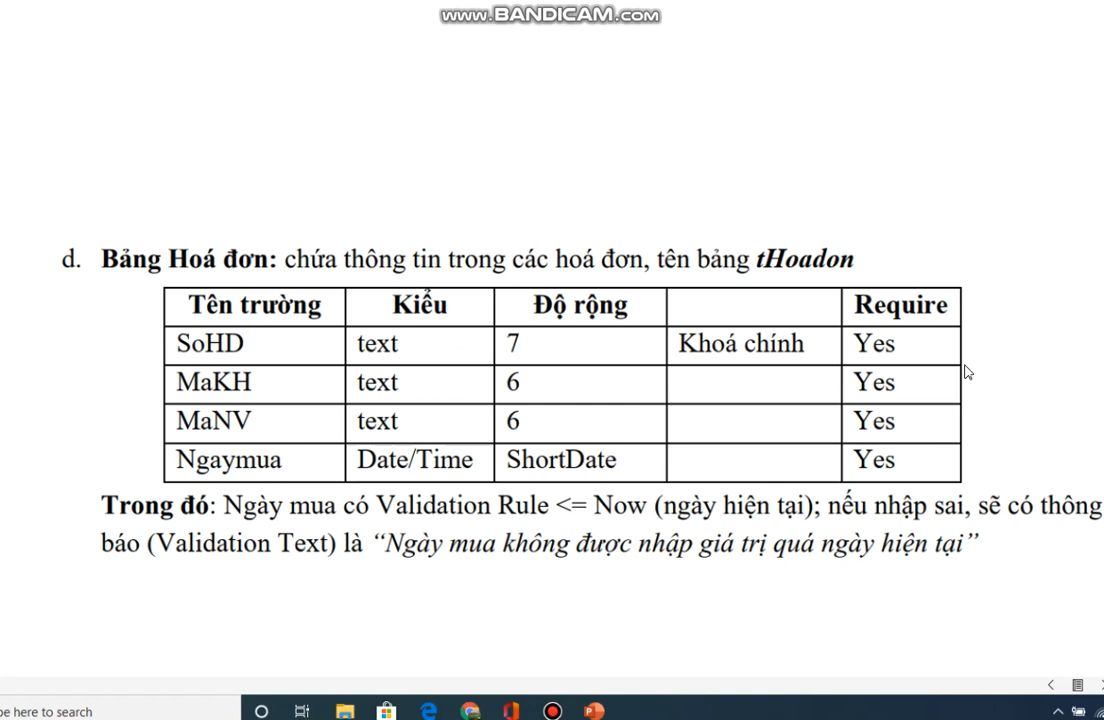 www.BANDICAM.com
d. Bảng Hoá đơn: chứa thông tin trong các hoá đơn, tên bảng tHoadon
Tên trường Kiểu Độ rộng Require
SoHD text 7 Khoá chính Yes
MaKH text 6 Yes
MaNV text 6 Yes
Ngaymua Date/Time ShortDate Yes
Trong đó: Ngày mua có Validation Rule <= Now (ngày hiện tại); nếu nhập sai, sẽ có thông
báo (Validation Text) là “Ngày mua không được nhập giá trị quá ngày hiện tại”
pe here to search